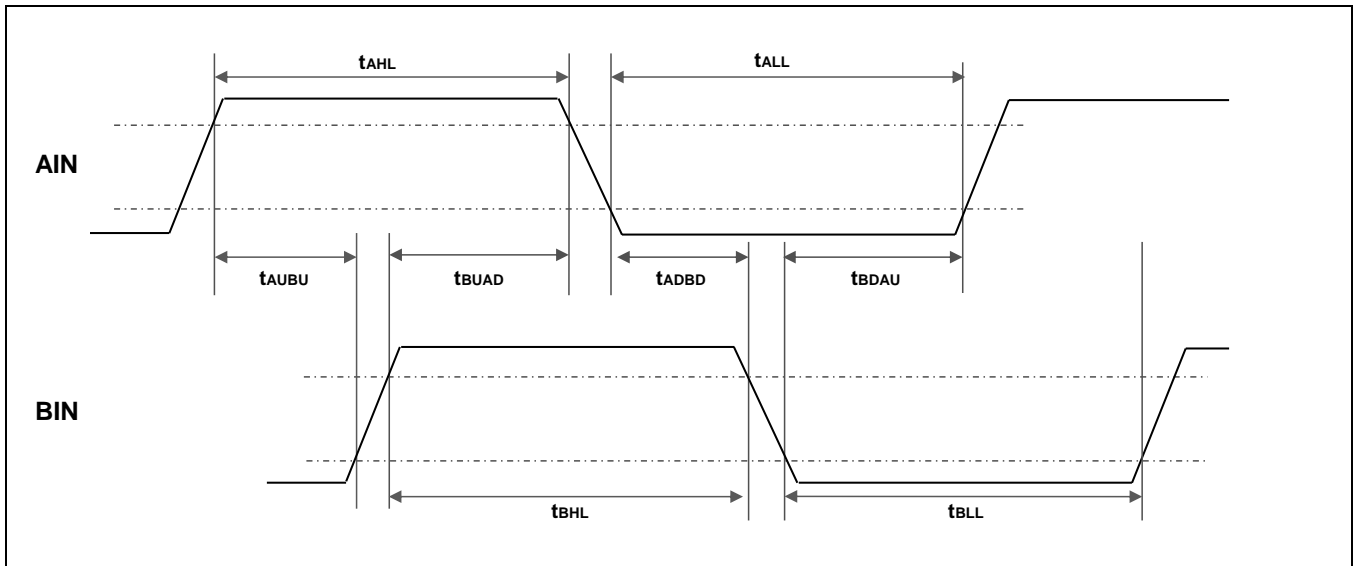 tAHL
tALL
AIN
tAUBU
tBUAD
tADBD
tBDAU
BIN
tBHL
tBLL